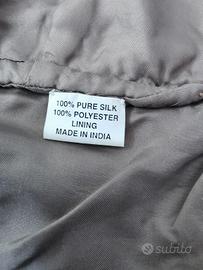 100% PURE SILK
100% POLYESTER
LINING
MADE IN INDIA
subito